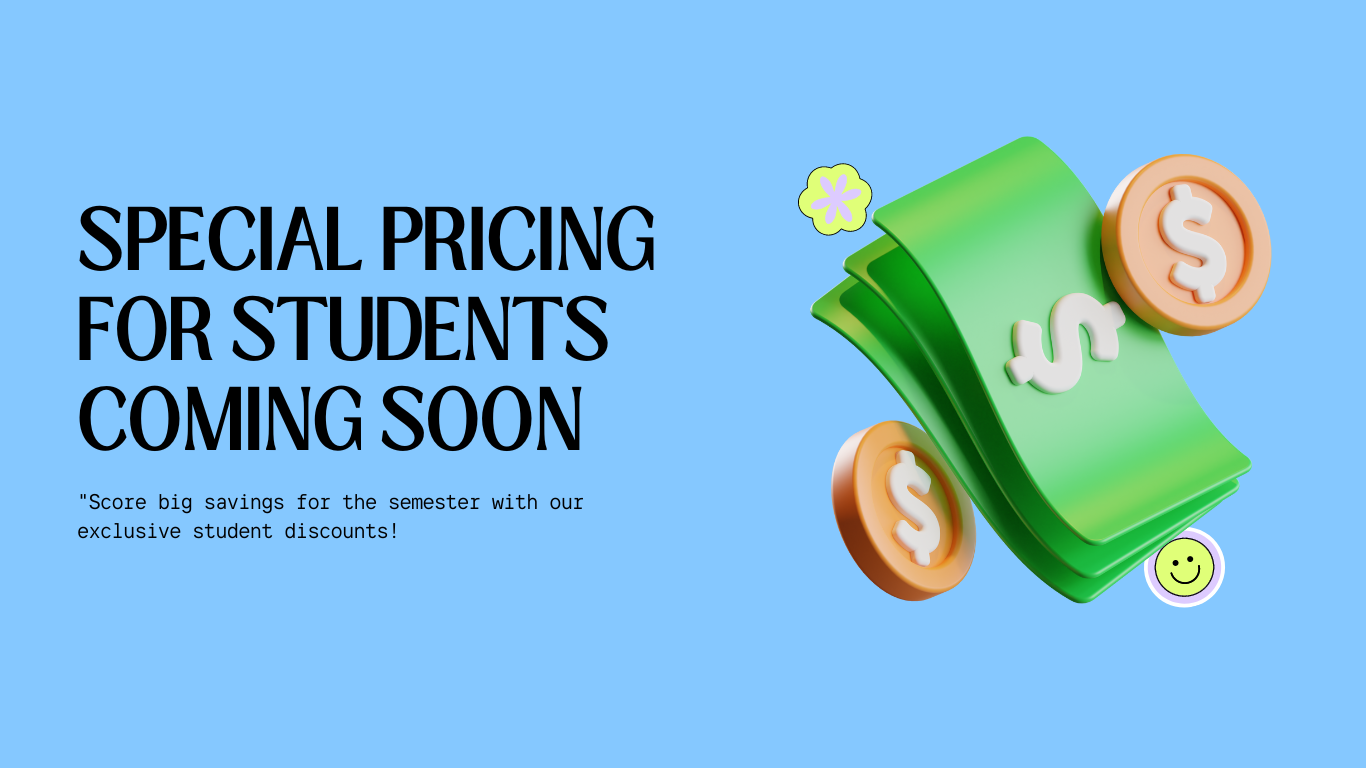 SPECIAL PRICING
FOR STUDENTS
COMING SOON
"Score big savings for the semester with our
exclusive student discounts!
$
$
$